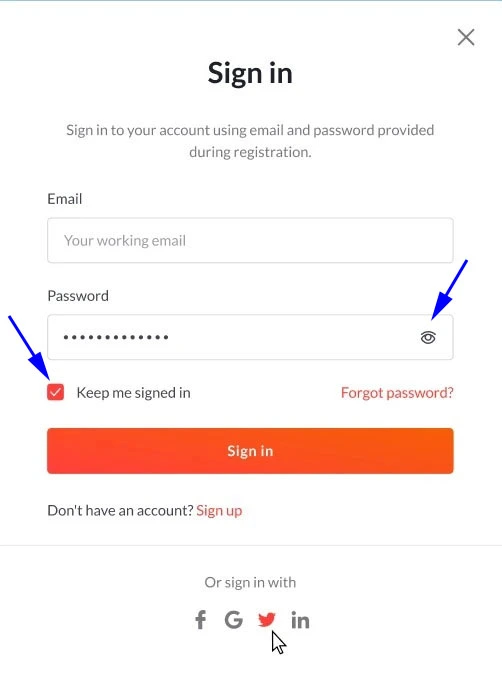 Sign in
Sign in to your account using email and password provided
during registration.
Email
Your working email
Password
•••••••••••••
Keep me signed in
Forgot password?
Sign in
Don't have an account? Sign up
Or sign in with